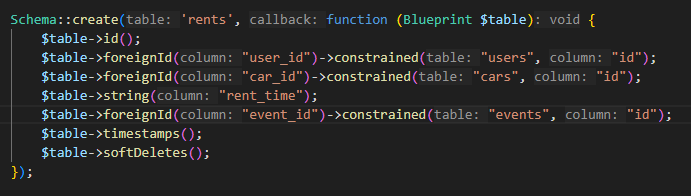 Schema::create(table: 'rents', callback: function (Blueprint $table): void {
    $table->id();
    $table->foreignId(column: "user_id")->constrained(table: "users", column: "id");
    $table->foreignId(column: "car_id")->constrained(table: "cars", column: "id");
    $table->string(column: "rent_time");
    $table->foreignId(column: "event_id")->constrained(table: "events", column: "id");
    $table->timestamps();
    $table->softDeletes();
});